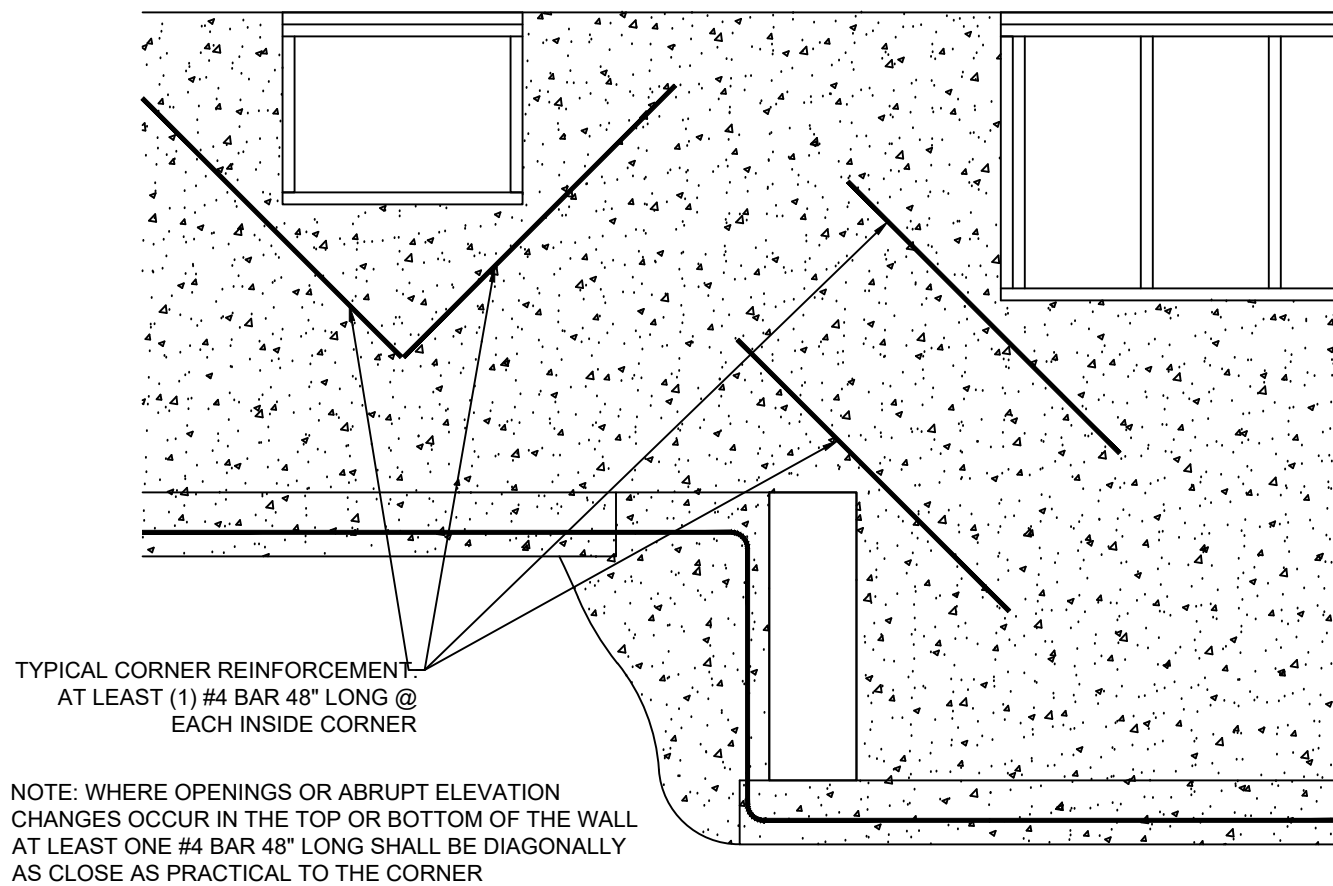 TYPICAL CORNER REINFORCEMENT:
AT LEAST (1) #4 BAR 48" LONG @
EACH INSIDE CORNER
NOTE: WHERE OPENINGS OR ABRUPT ELEVATION
CHANGES OCCUR IN THE TOP OR BOTTOM OF THE WALL
AT LEAST ONE #4 BAR 48" LONG SHALL BE DIAGONALLY
AS CLOSE AS PRACTICAL TO THE CORNER